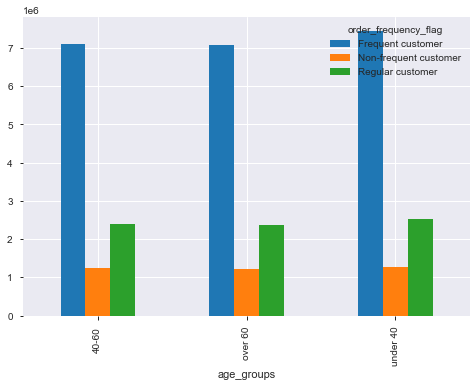 1e6
order_frequency_flag
Frequent customer
Non-frequent customer
Regular customer
7
6
5
4
3
2
1
0
40-60
over 60
under 40
age_groups